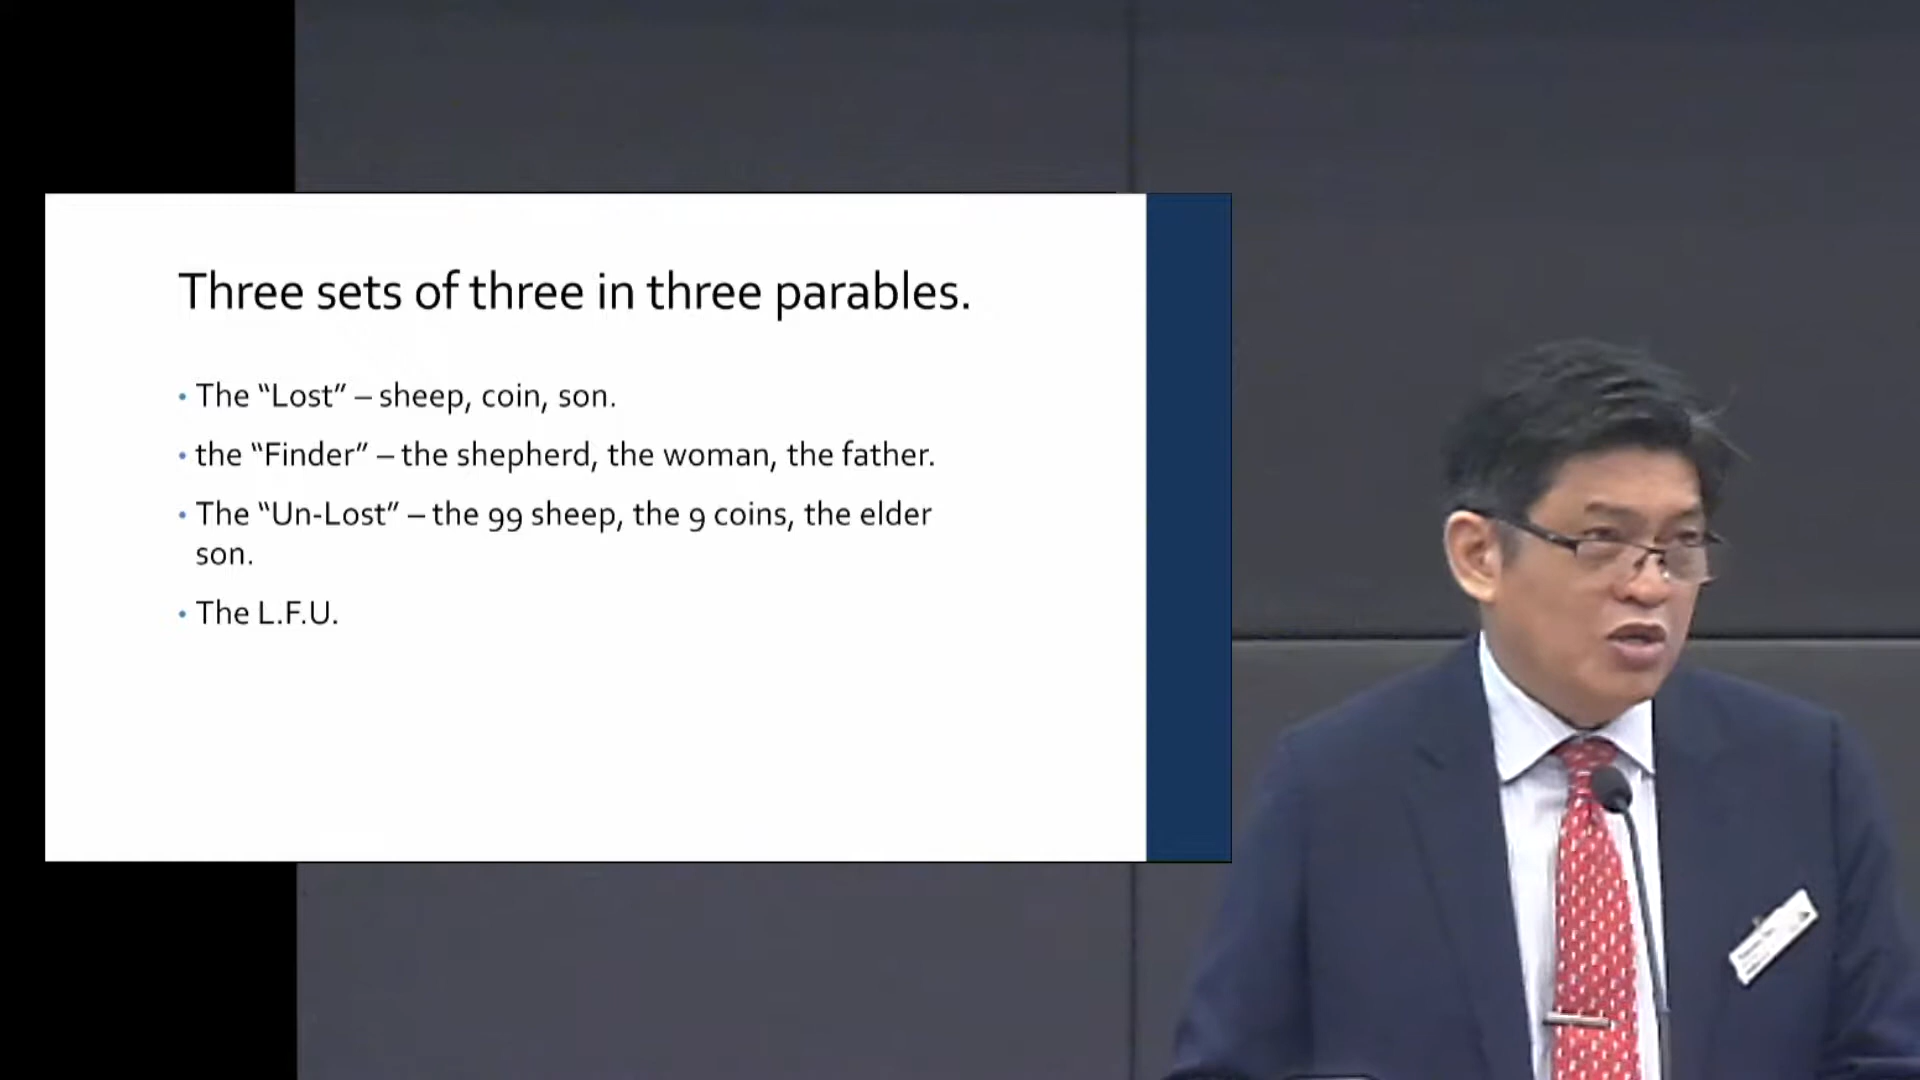 Three sets of three in three parables.
• The “Lost” – sheep, coin, son.
• the “Finder” – the shepherd, the woman, the father.
• The “Un-Lost” – the 99 sheep, the 9 coins, the elder
son.
• The L.F.U.